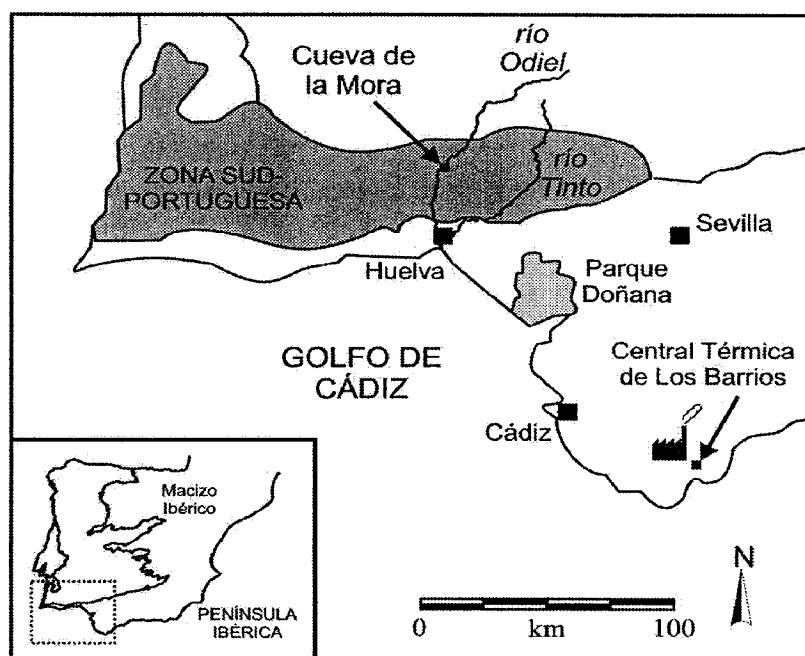 río
Odiel
Cueva de
la Mora
ZONA SUD-
PORTUGUESA
río
Tinto
Sevilla
Huelva
Parque
Doñana
GOLFO DE
CÁDIZ
Central Térmica
de Los Barrios
Cádiz
Macizo
Ibérico
PENÍNSULA
IBÉRICA
N
0 100
km